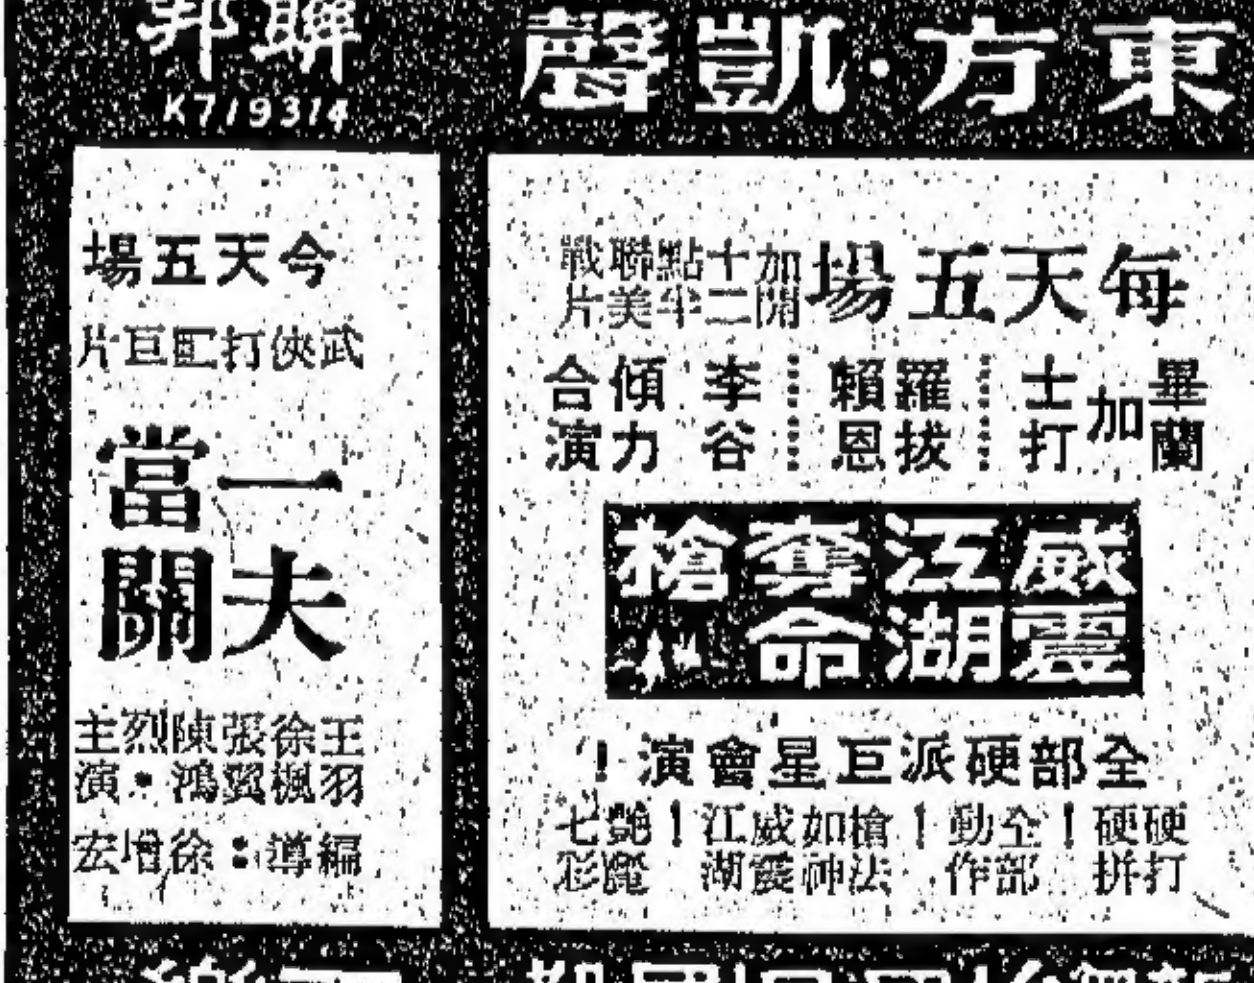 東方·凱聲
每天五場 加開十二點半聯美戰片
畢蘭加士打 羅拔賴恩 李谷 傾力合演
威震江湖奪命槍
全部硬派巨星會演！
硬打硬拼！全部動作！槍法如神威震江湖！艷麗七彩
聯邦
K719314
今天五場
武俠打鬥巨片
一夫當關
王羽 徐楓 張翼 陳鴻烈·主演
編導：徐增宏